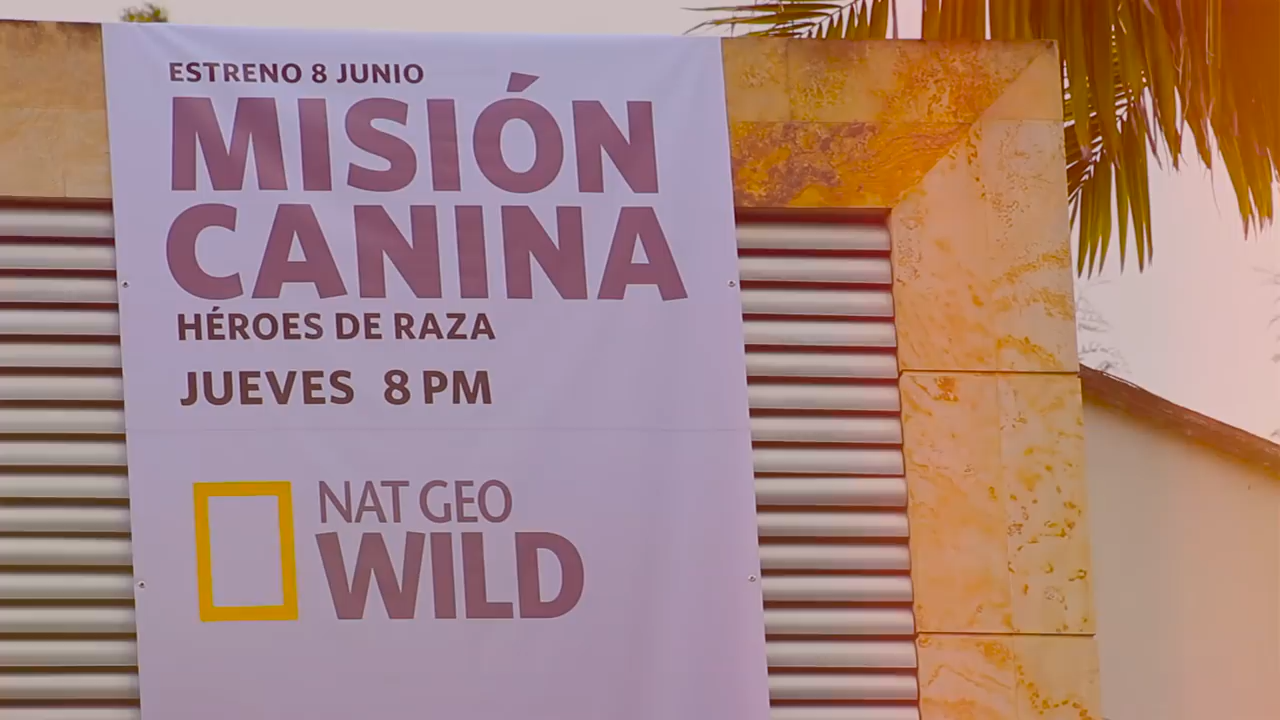 ESTRENO 8 JUNIO
MISIÓN
CANINA
HÉROES DE RAZA
JUEVES 8 PM
NAT GEO
WILD